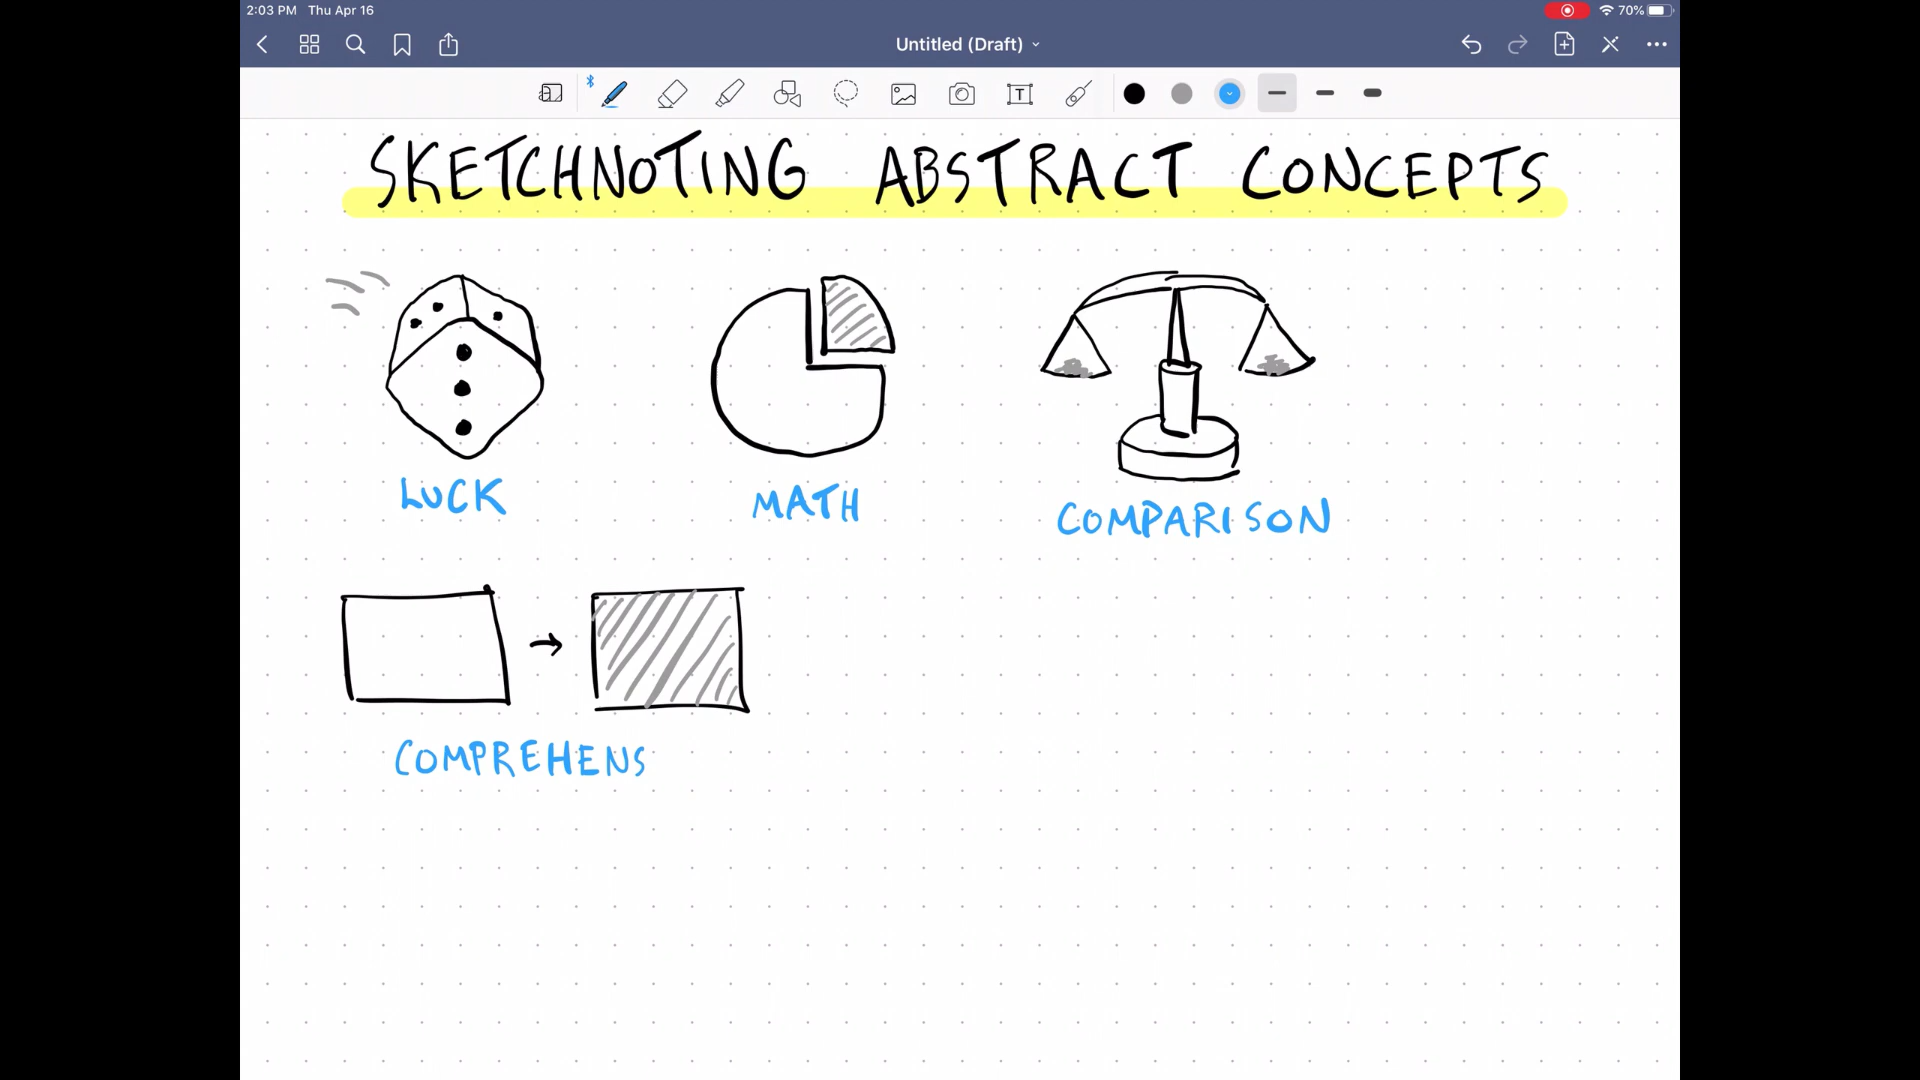 2:03 PM Thu Apr 16
70%
Untitled (Draft)
SKETCHNOTING ABSTRACT CONCEPTS
LUCK
MATH
COMPARISON
COMPREHENS